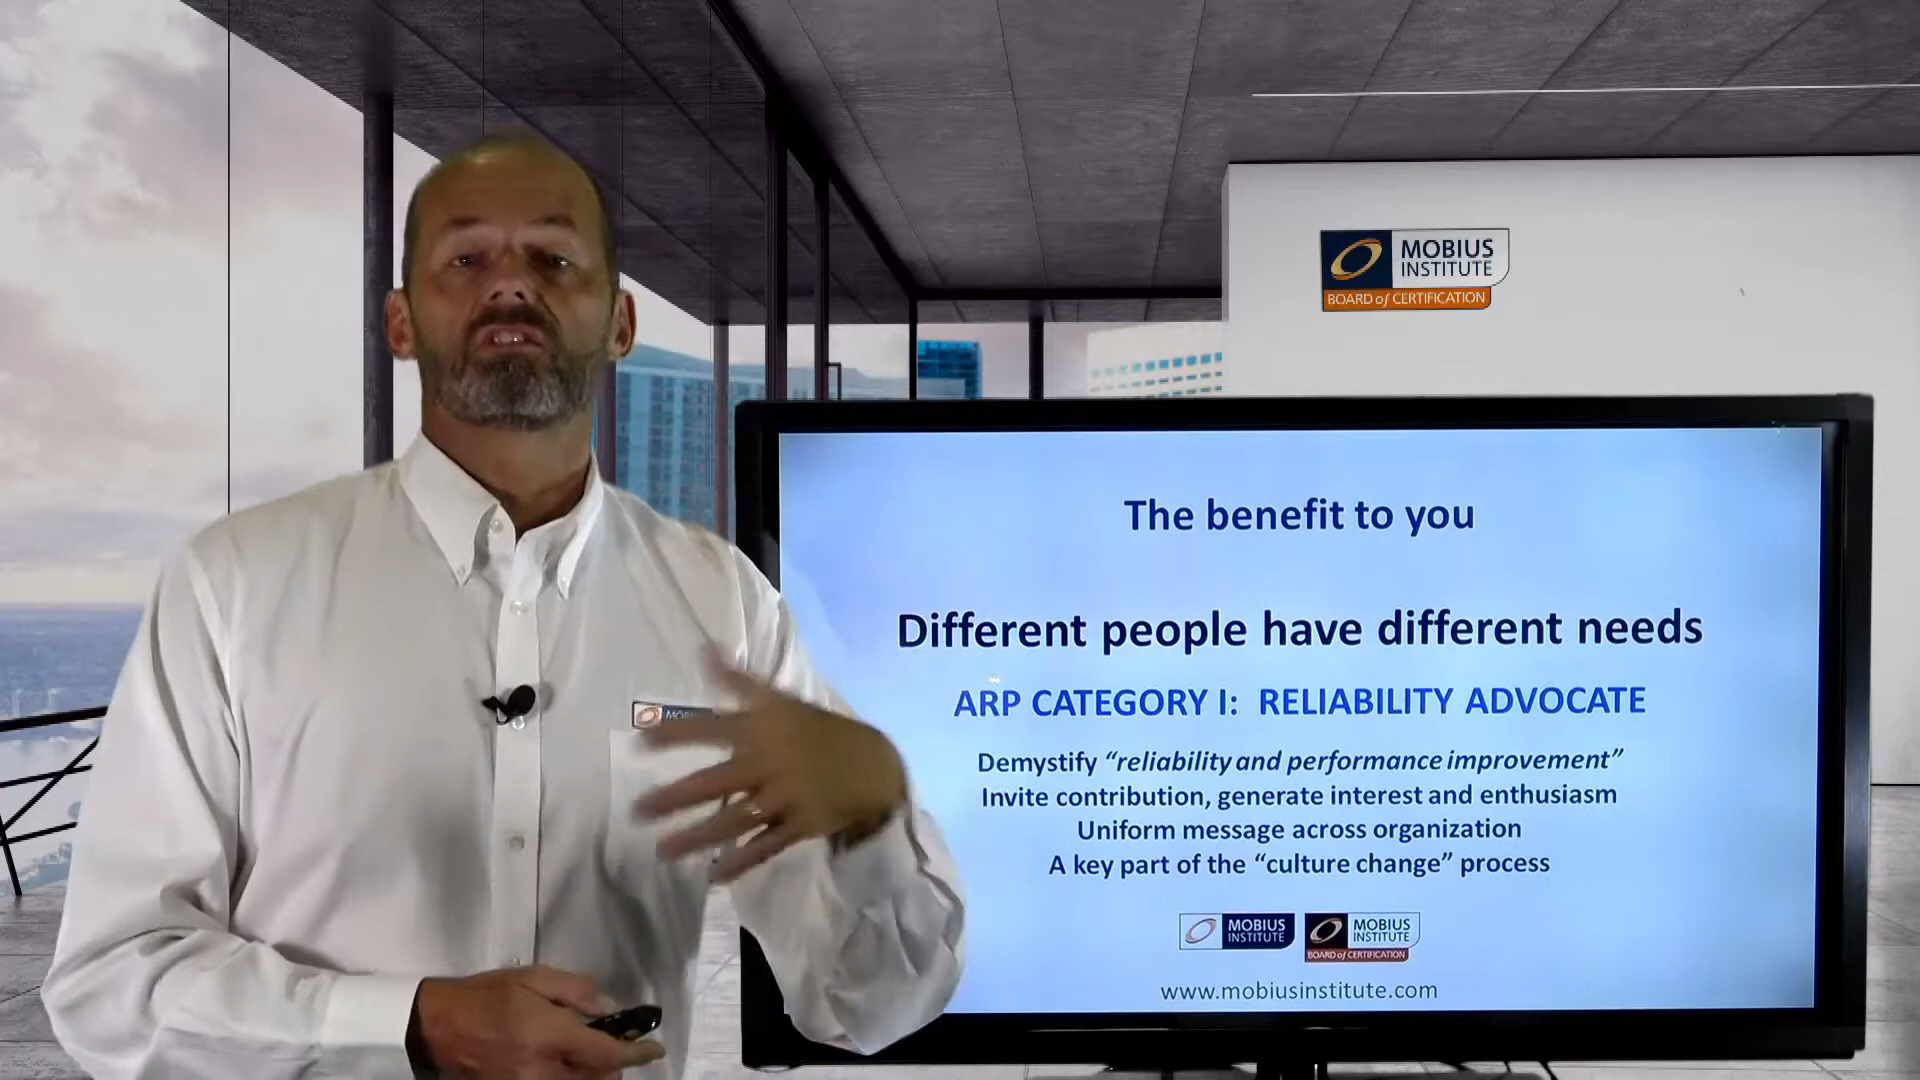 MOBIUS
INSTITUTE
BOARD of CERTIFICATION
The benefit to you
Different people have different needs
ARP CATEGORY I: RELIABILITY ADVOCATE
Demystify “reliability and performance improvement”
Invite contribution, generate interest and enthusiasm
Uniform message across organization
A key part of the “culture change” process
MOBIUS
INSTITUTE
MOBIUS
INSTITUTE
BOARD of CERTIFICATION
www.mobiusinstitute.com